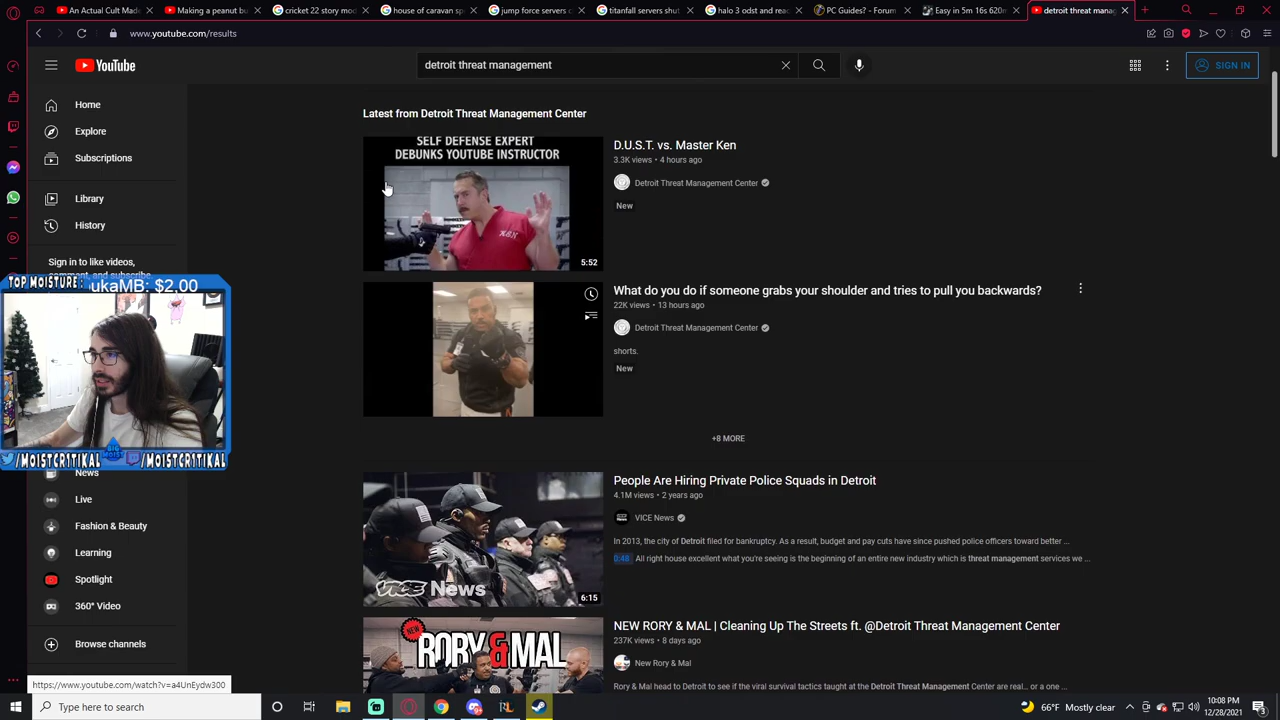 An Actual Cult Made
Making a peanut bu
cricket 22 story mod
house of caravan sp
jump force servers c
titanfall servers shut
halo 3 odst and reac
PC Guides? - Forum
Easy in 5m 16s 620m
detroit threat manag
www.youtube.com/results
YouTube
detroit threat management
SIGN IN
Home
Explore
Subscriptions
Library
History
Sign in to like videos,
comment, and subscribe.
TOP MOISTURE:
ukaMB: $2.00
BIG MOIST
/MOISTCR1TIKAL
/MOISTCR1TIKAL
News
Live
Fashion & Beauty
Learning
Spotlight
360° Video
Browse channels
Latest from Detroit Threat Management Center
SELF DEFENSE EXPERT
DEBUNKS YOUTUBE INSTRUCTOR
5:52
D.U.S.T. vs. Master Ken
3.3K views • 4 hours ago
Detroit Threat Management Center
New
What do you do if someone grabs your shoulder and tries to pull you backwards?
22K views • 13 hours ago
Detroit Threat Management Center
shorts.
New
+8 MORE
VICE News
6:15
People Are Hiring Private Police Squads in Detroit
4.1M views • 2 years ago
VICE News
In 2013, the city of Detroit filed for bankruptcy. As a result, budget and pay cuts have since pushed police officers toward better ...
0:48 All right house excellent what you're seeing is the beginning of an entire new industry which is threat management services we ...
NEW
RORY & MAL
NEW RORY & MAL | Cleaning Up The Streets ft. @Detroit Threat Management Center
237K views • 8 days ago
New Rory & Mal
Rory & Mal head to Detroit to see if the viral survival tactics taught at the Detroit Threat Management Center are real... or a one ...
https://www.youtube.com/watch?v=a4UnEydw300
Type here to search
66°F Mostly clear
10:08 PM
12/28/2021